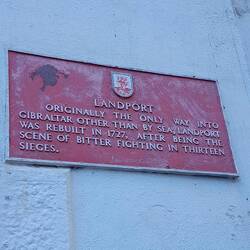 LANDPORT
ORIGINALLY THE ONLY WAY INTO
GIBRALTAR OTHER THAN BY SEA, LANDPORT
WAS REBUILT IN 1727, AFTER BEING THE
SCENE OF BITTER FIGHTING IN THIRTEEN
SIEGES.